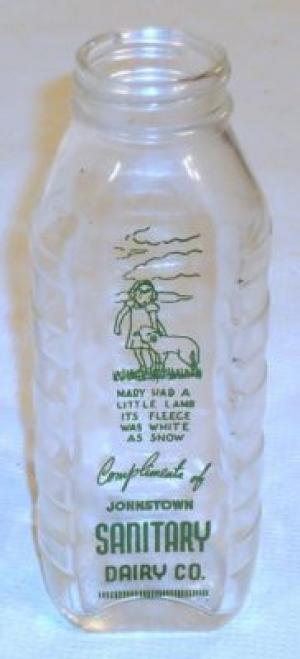 MARY HAD A
LITTLE LAMB
ITS FLEECE
WAS WHITE
AS SNOW
Compliments of
JOHNSTOWN
SANITARY
DAIRY CO.